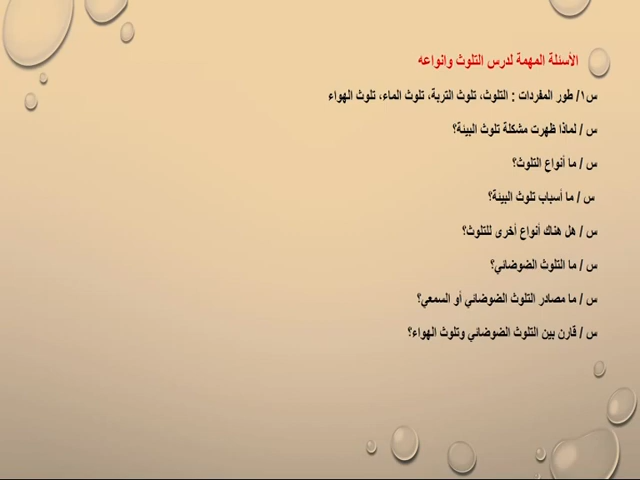 الأسئلة المهمة لدرس التلوث وانواعه
س١/ طور المفردات : التلوث، تلوث التربة، تلوث الماء، تلوث الهواء
س / لماذا ظهرت مشكلة تلوث البيئة؟
س / ما أنواع التلوث؟
س / ما أسباب تلوث البيئة؟
س / هل هناك أنواع أخرى للتلوث؟
س / ما التلوث الضوضائي؟
س / ما مصادر التلوث الضوضائي أو السمعي؟
س / قارن بين التلوث الضوضائي وتلوث الهواء؟